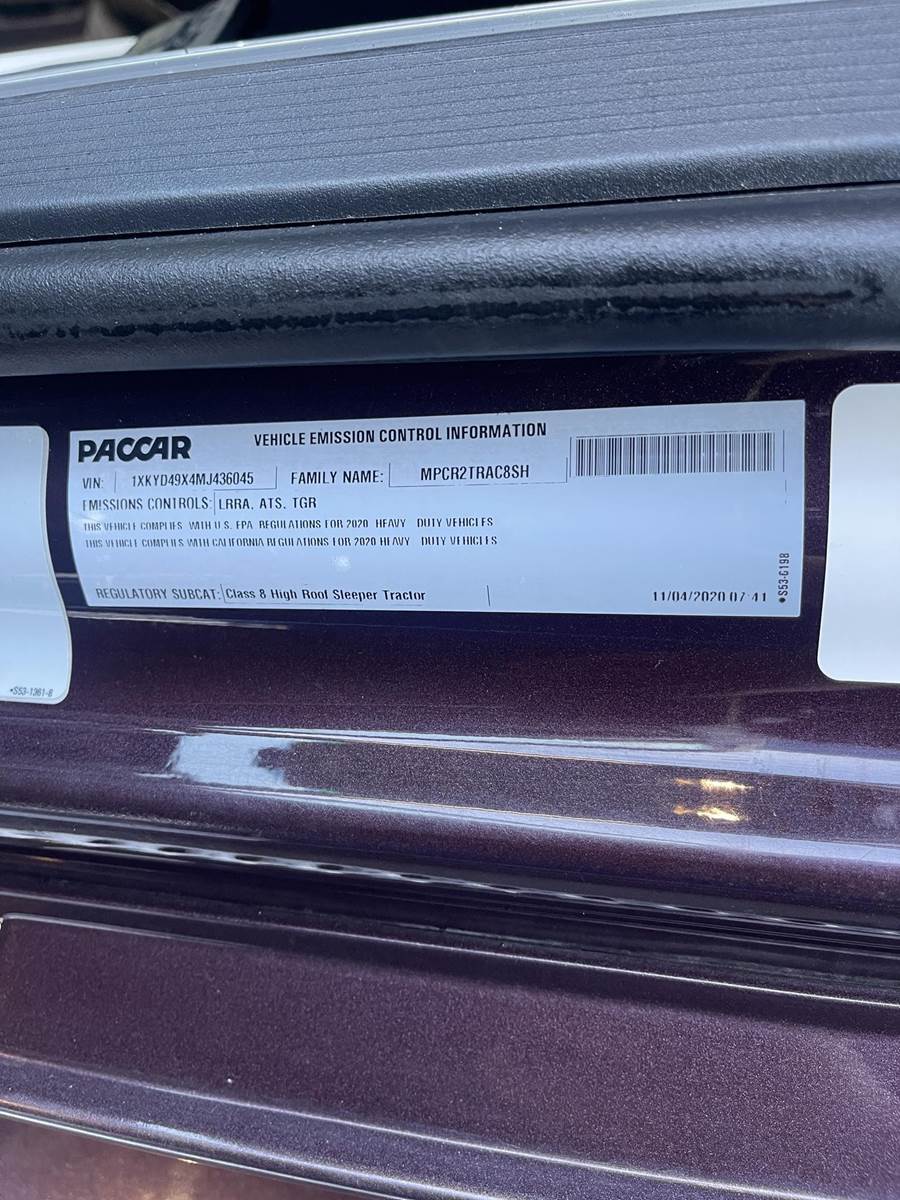 PACCAR VEHICLE EMISSION CONTROL INFORMATION
VIN: 1XKYD49X4MJ436045 FAMILY NAME: MPCR2TRAC8SH
EMISSIONS CONTROLS: LRRA, ATS, TGR
THIS VEHICLE COMPLIES WITH U.S. EPA REGULATIONS FOR 2020 HEAVY DUTY VEHICLES
THIS VEHICLE COMPLIES WITH CALIFORNIA REGULATIONS FOR 2020 HEAVY DUTY VEHICLES
REGULATORY SUBCAT: Class 8 High Roof Sleeper Tractor 11/04/2020 07:41
*S53-G198
*S53-1361-8